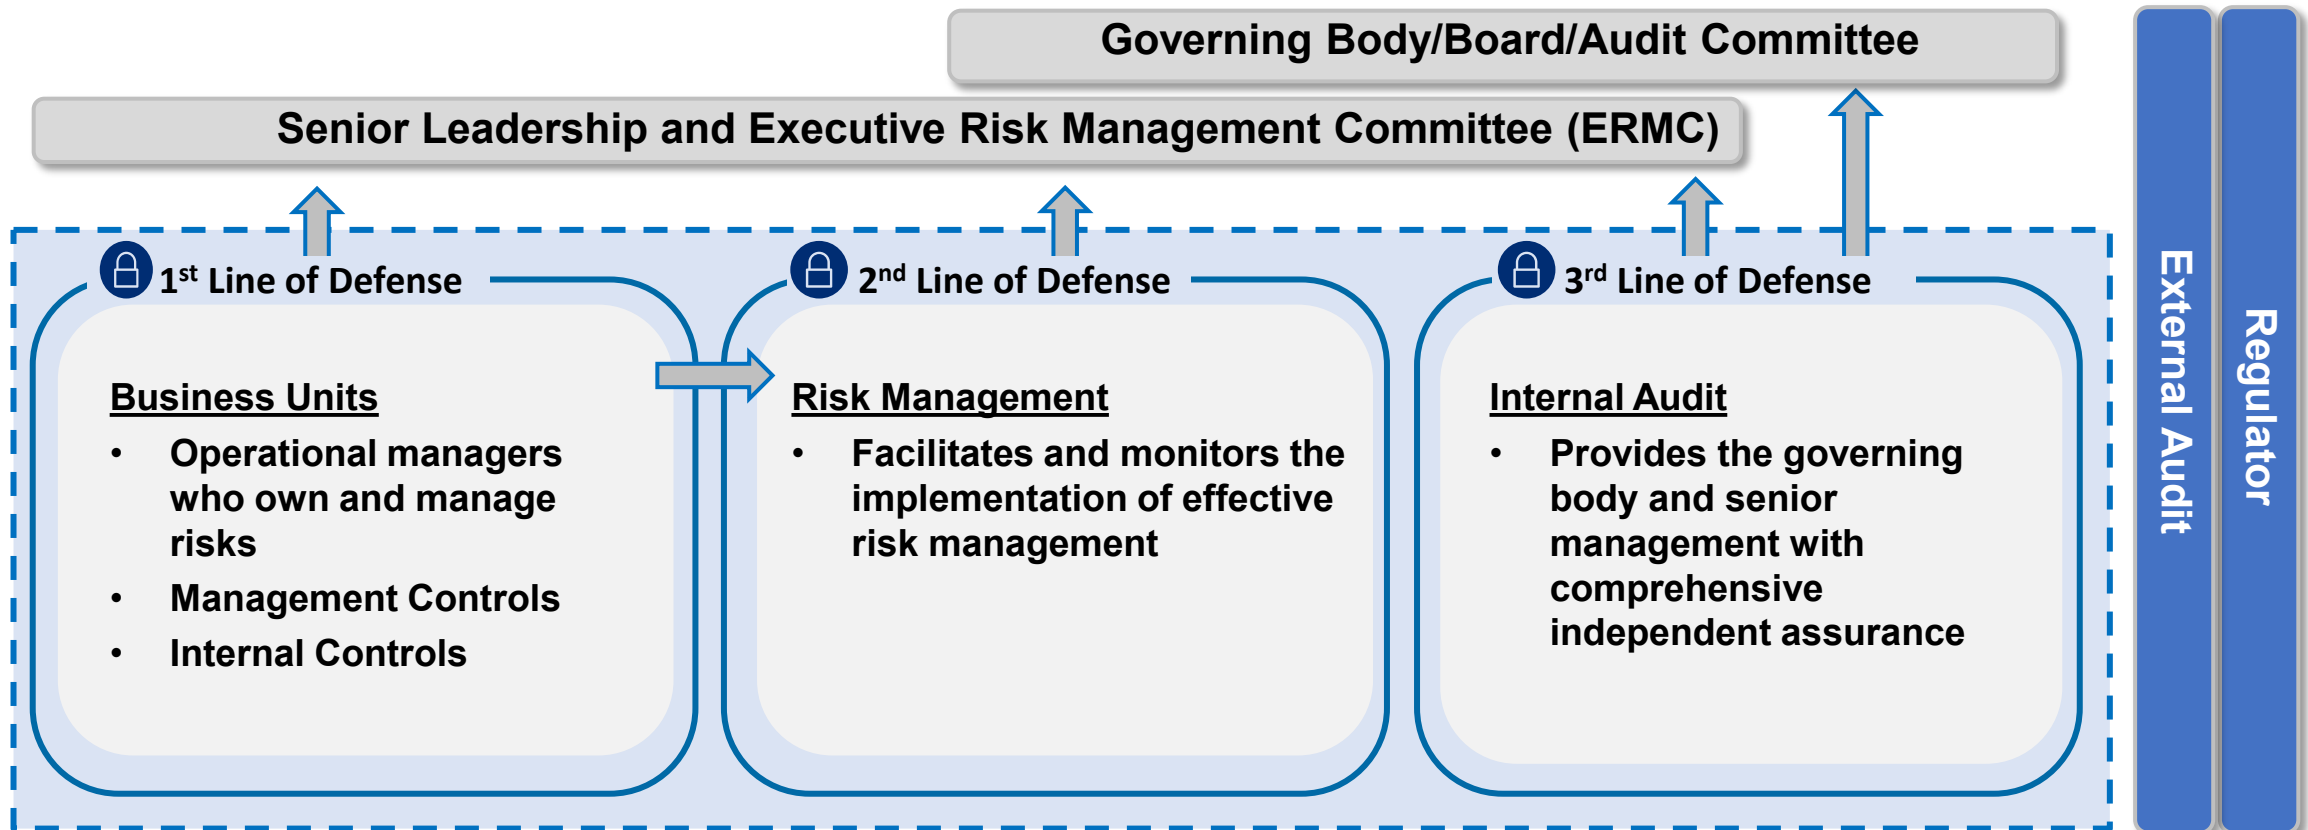 Governing Body/Board/Audit Committee
Senior Leadership and Executive Risk Management Committee (ERMC)
1st Line of Defense
Business Units
• Operational managers
who own and manage
risks
• Management Controls
• Internal Controls
2nd Line of Defense
Risk Management
• Facilitates and monitors the
implementation of effective
risk management
3rd Line of Defense
Internal Audit
• Provides the governing
body and senior
management with
comprehensive
independent assurance
External Audit
Regulator